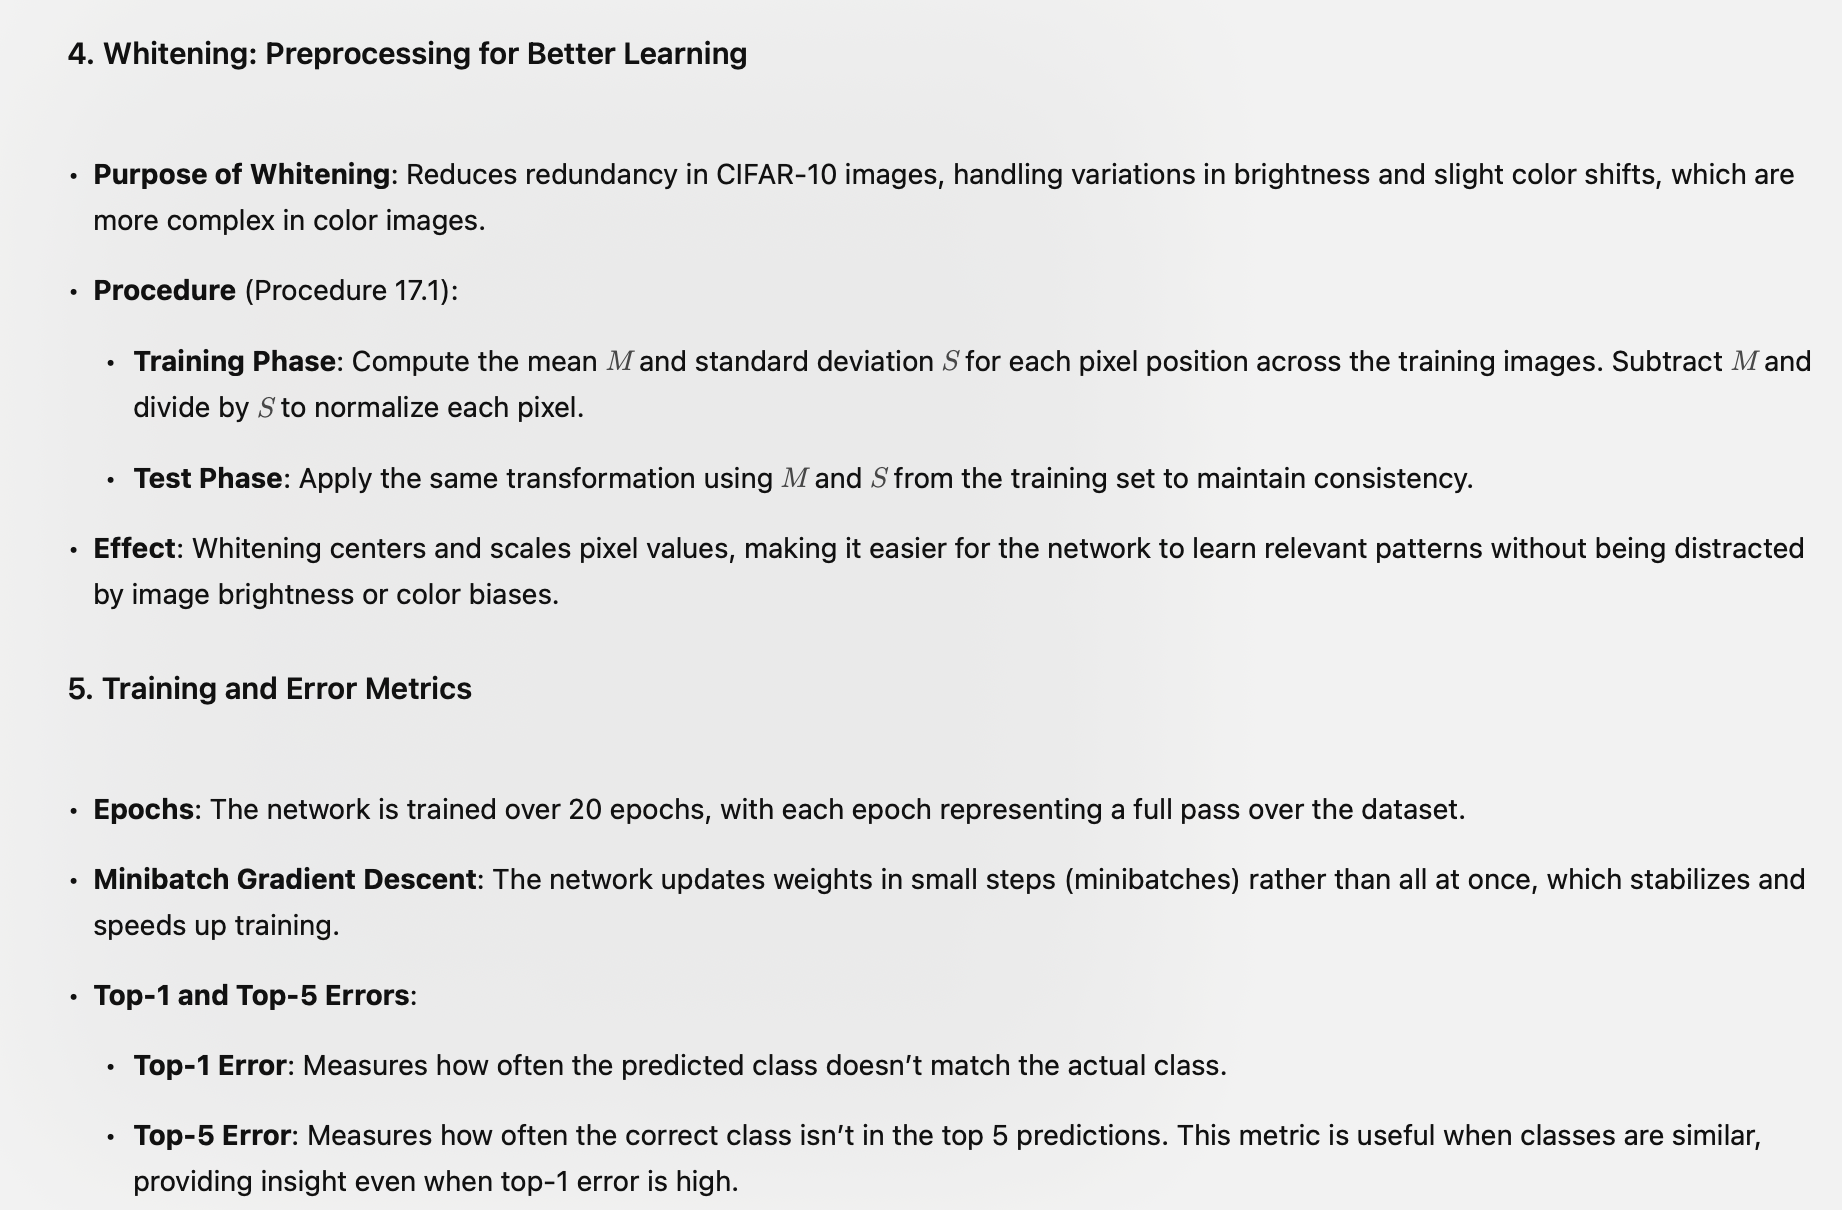 4. Whitening: Preprocessing for Better Learning
• Purpose of Whitening: Reduces redundancy in CIFAR-10 images, handling variations in brightness and slight color shifts, which are
more complex in color images.
• Procedure (Procedure 17.1):
• Training Phase: Compute the mean M and standard deviation S for each pixel position across the training images. Subtract M and
divide by S to normalize each pixel.
• Test Phase: Apply the same transformation using M and S from the training set to maintain consistency.
• Effect: Whitening centers and scales pixel values, making it easier for the network to learn relevant patterns without being distracted
by image brightness or color biases.
5. Training and Error Metrics
• Epochs: The network is trained over 20 epochs, with each epoch representing a full pass over the dataset.
• Minibatch Gradient Descent: The network updates weights in small steps (minibatches) rather than all at once, which stabilizes and
speeds up training.
• Top-1 and Top-5 Errors:
• Top-1 Error: Measures how often the predicted class doesn’t match the actual class.
• Top-5 Error: Measures how often the correct class isn’t in the top 5 predictions. This metric is useful when classes are similar,
providing insight even when top-1 error is high.